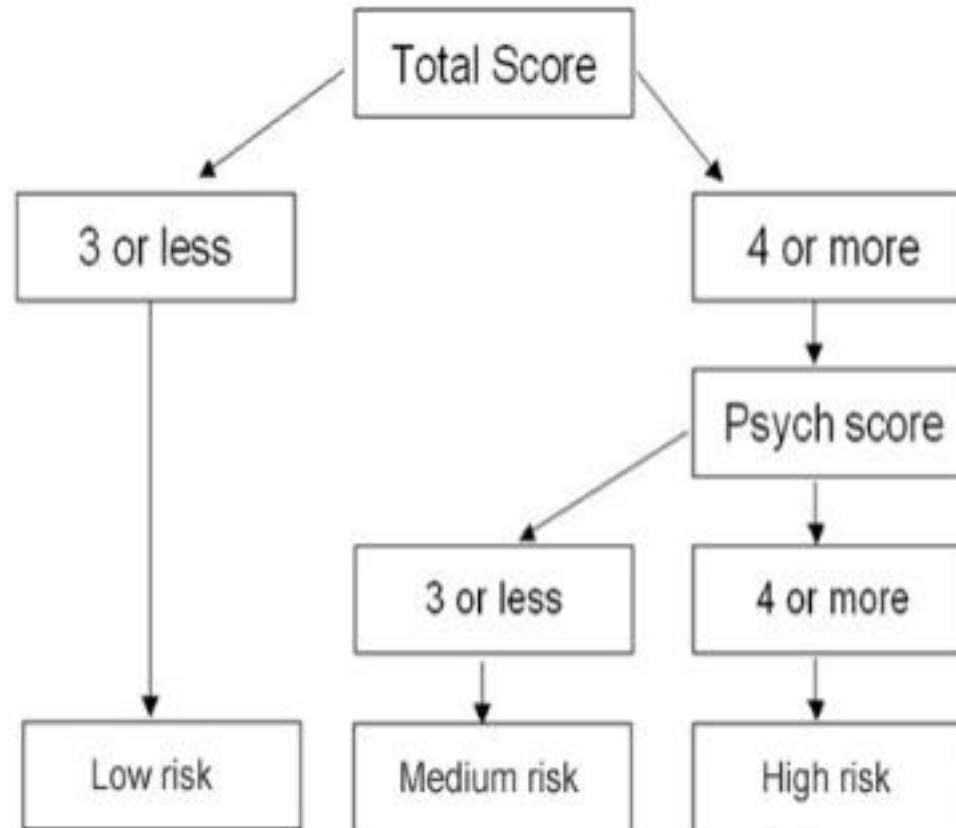 Total Score
3 or less
4 or more
Psych score
3 or less
4 or more
Low risk
Medium risk
High risk